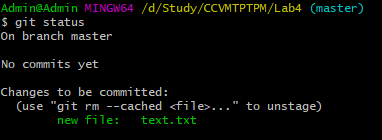 Admin@Admin MINGW64 /d/Study/CCVMTPTPM/Lab4 (master)
$ git status
On branch master
No commits yet
Changes to be committed:
  (use "git rm --cached <file>..." to unstage)
        new file:   text.txt